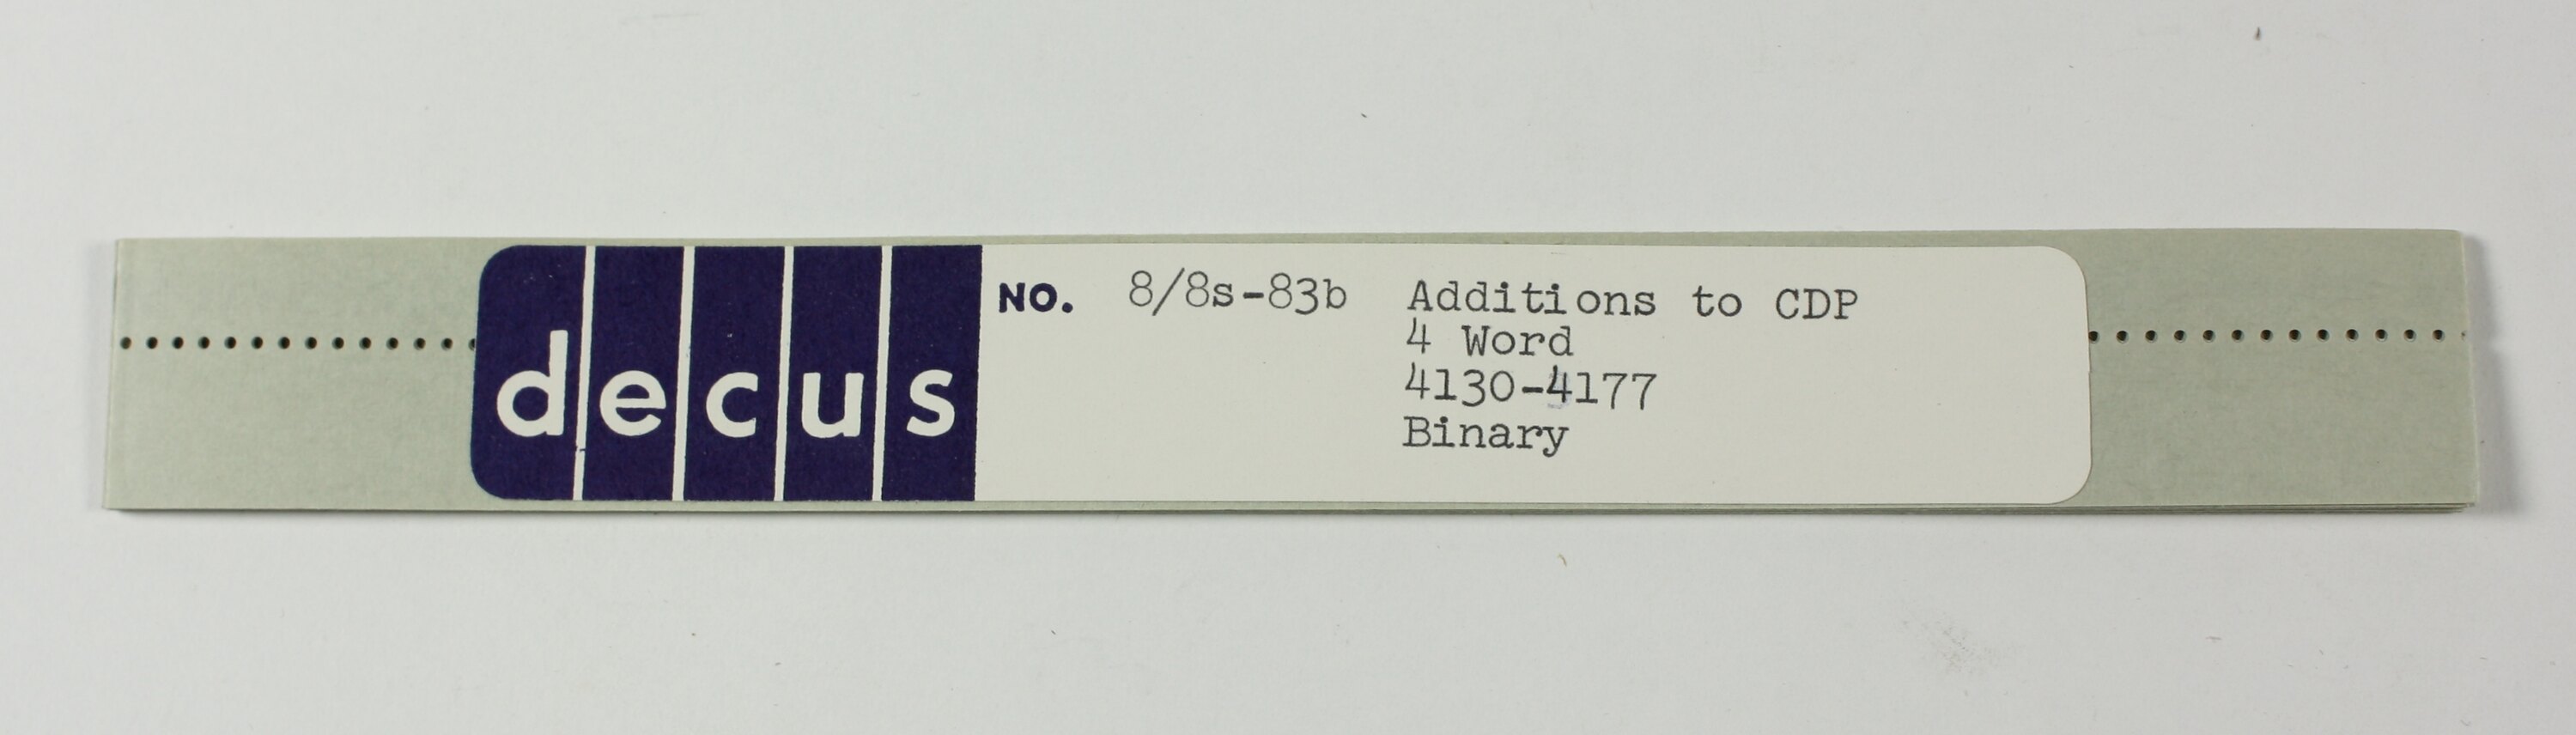 decus NO. 8/8s-83b Additions to CDP
4 Word
4130-4177
Binary